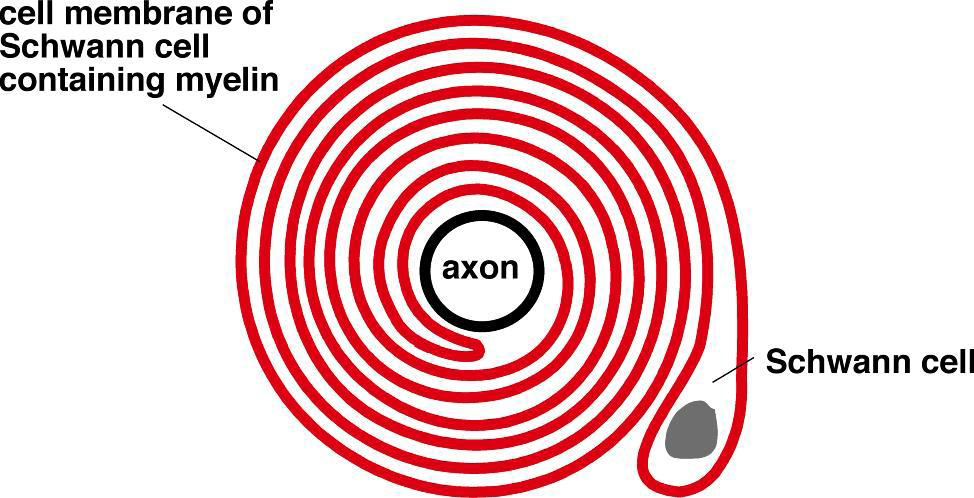 cell membrane of
Schwann cell
containing myelin
axon
Schwann cell